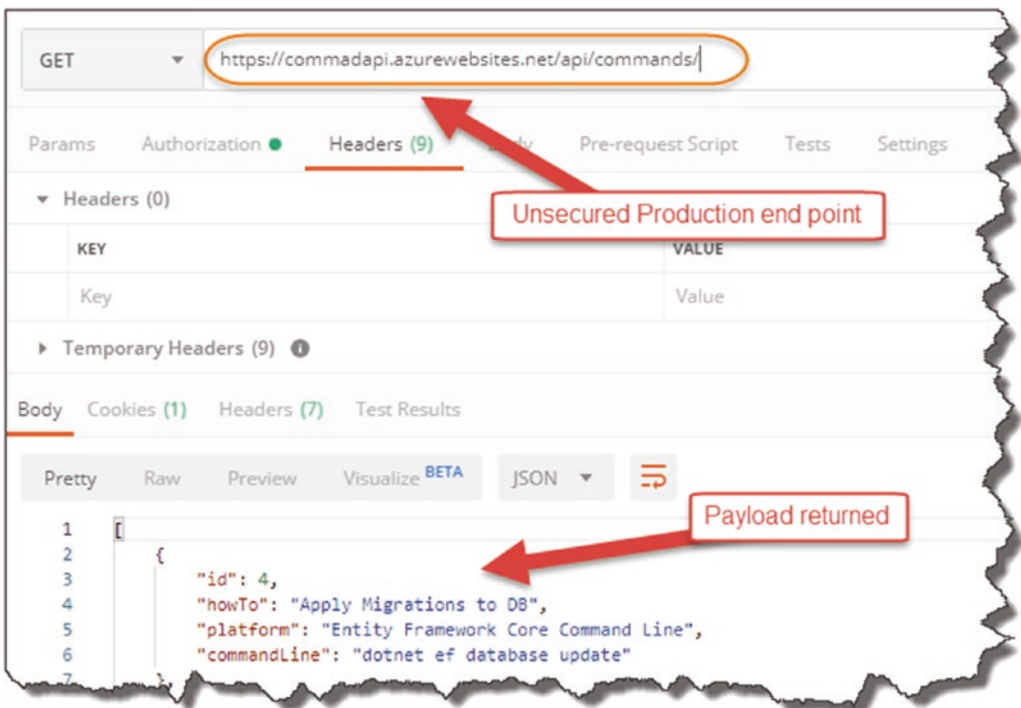 GET https://commadapi.azurewebsites.net/api/commands/
Params Authorization Headers (9) Body Pre-request Script Tests Settings
Headers (0)
Unsecured Production end point
KEY VALUE
Key Value
Temporary Headers (9)
Body Cookies (1) Headers (7) Test Results
Pretty Raw Preview Visualize BETA JSON
Payload returned
1 [
2 {
3 "id": 4,
4 "howTo": "Apply Migrations to DB",
5 "platform": "Entity Framework Core Command Line",
6 "commandLine": "dotnet ef database update"
7 },